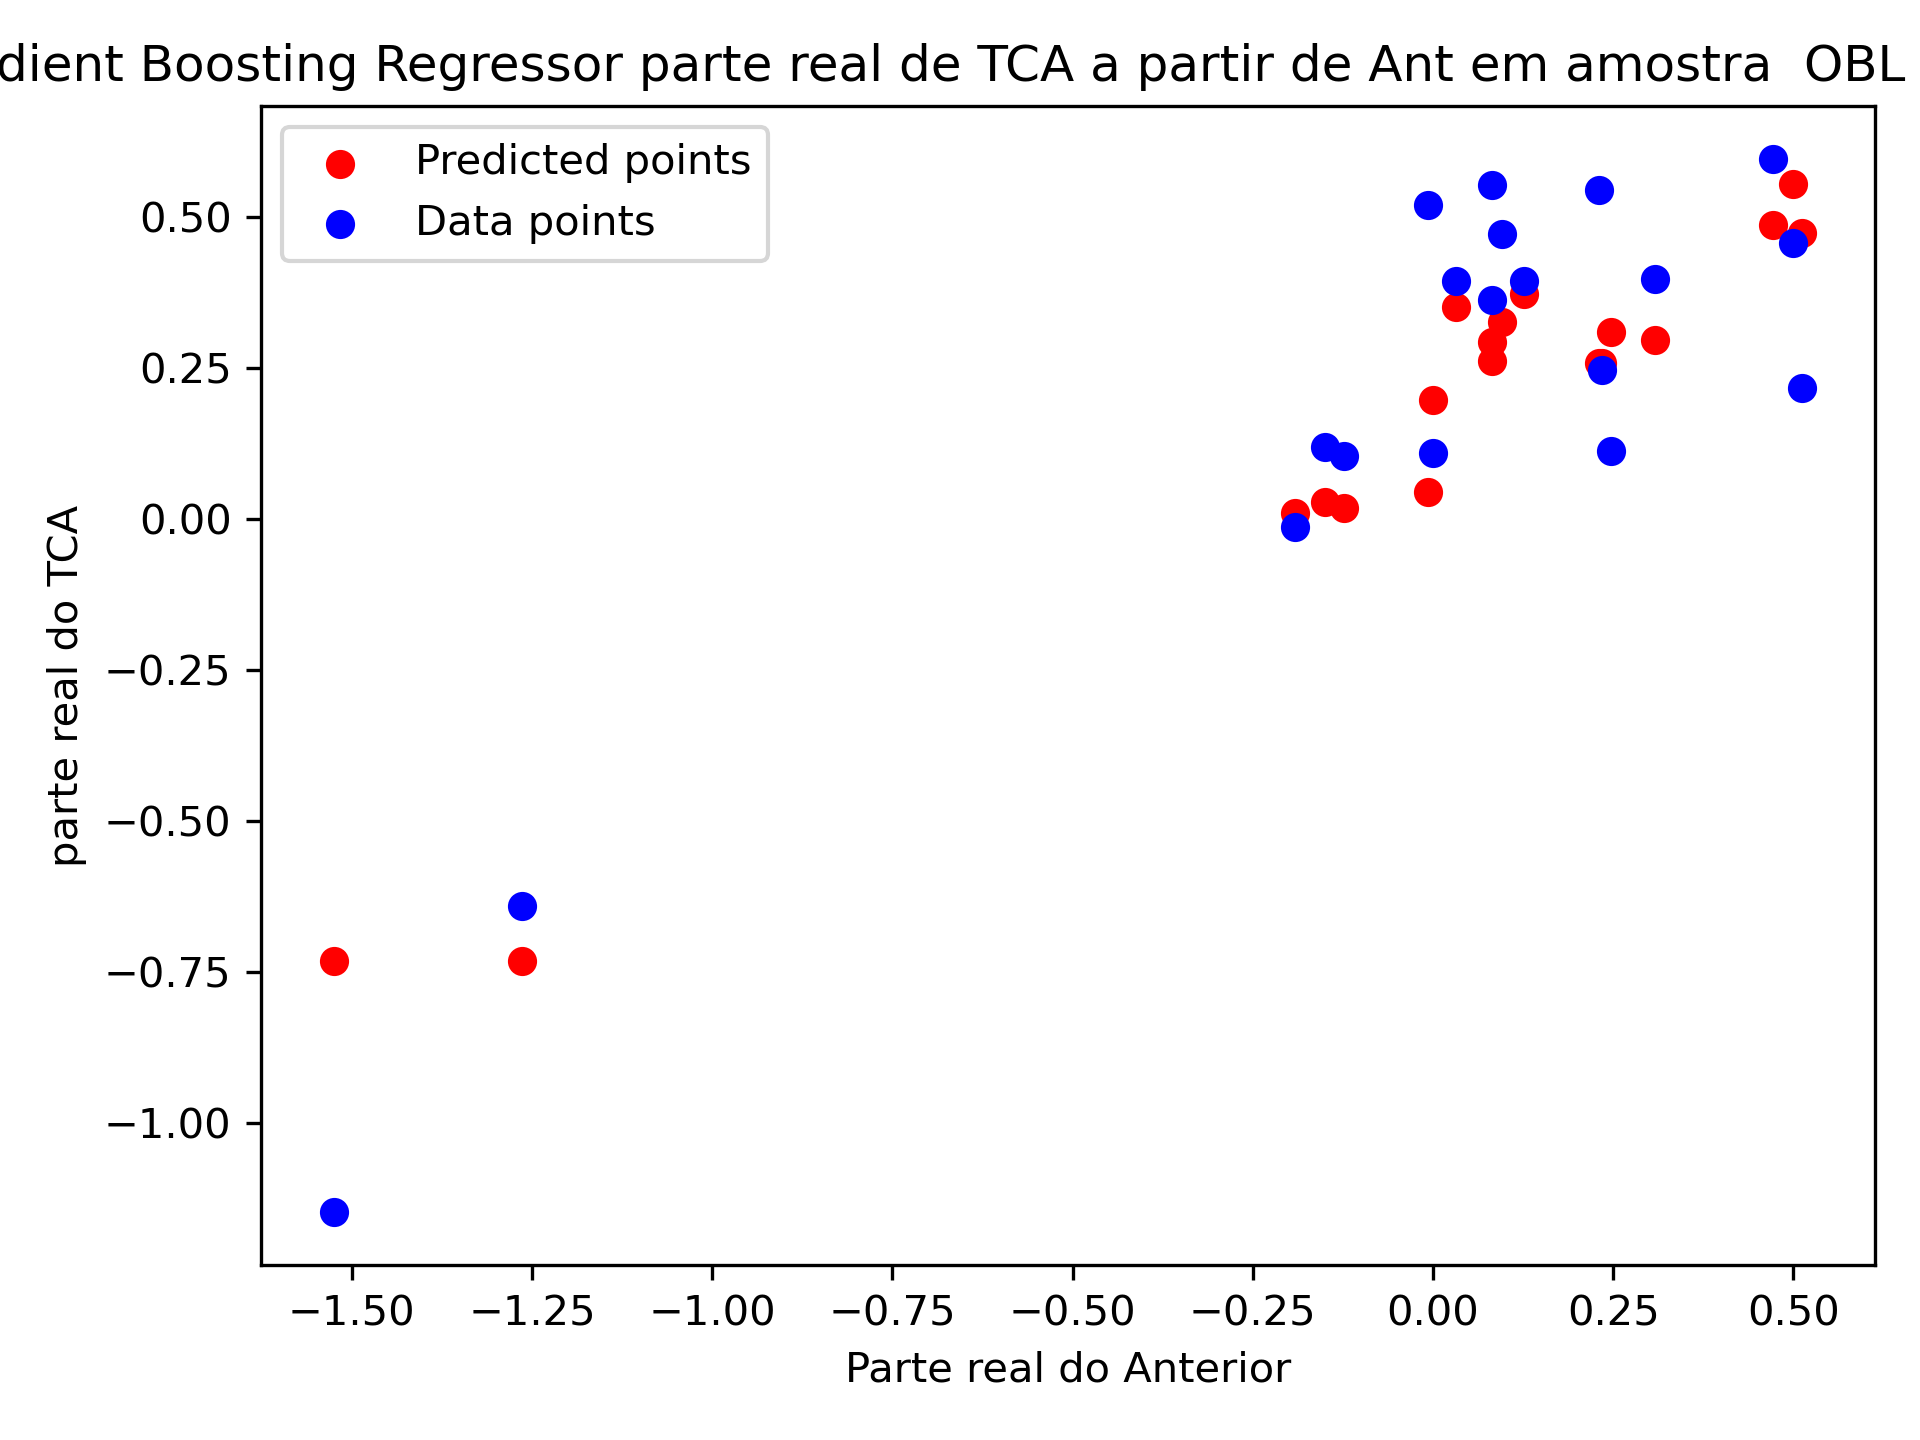 dient Boosting Regressor parte real de TCA a partir de Ant em amostra  OBL
Predicted points
Data points
0.50
0.25
0.00
−0.25
−0.50
−0.75
−1.00
parte real do TCA
−1.50 −1.25 −1.00 −0.75 −0.50 −0.25 0.00 0.25 0.50
Parte real do Anterior